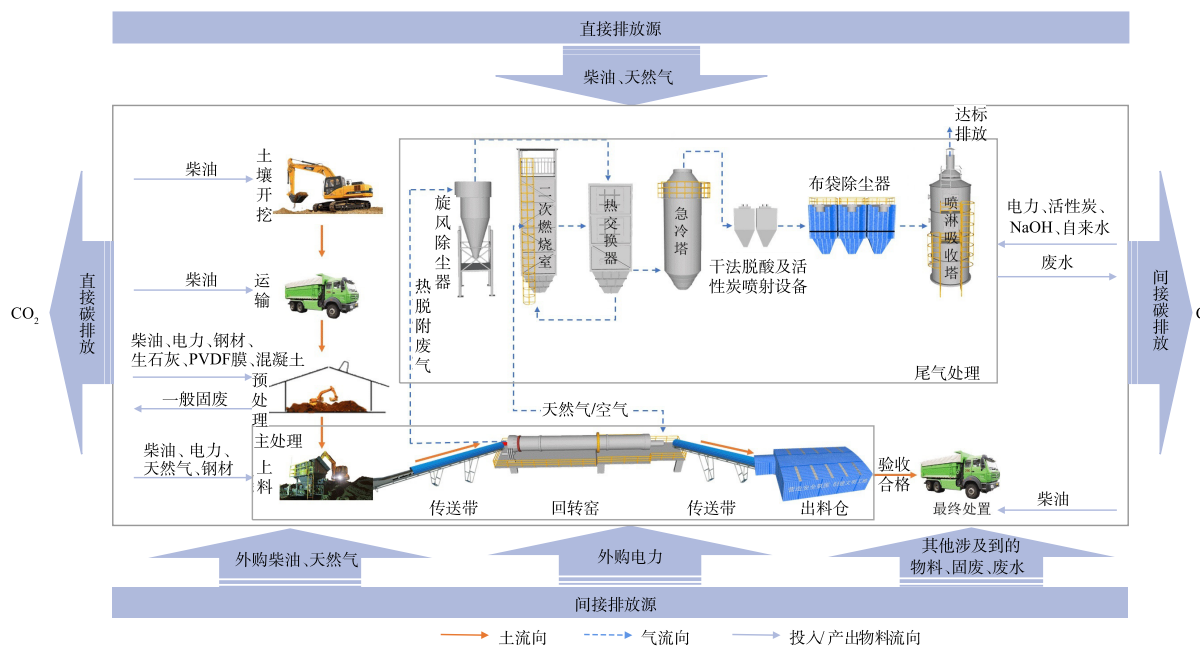 直接排放源
柴油、天然气
达标
排放
土壤开挖
柴油
旋风除尘器
二次燃烧室
热交换器
急冷塔
布袋除尘器
喷淋吸收塔
电力、活性炭、
NaOH、自来水
废水
干法脱酸及活
性炭喷射设备
柴油
运输
热脱附废气
直接碳排放
CO2
间接碳排放
C
柴油、电力、钢材、
生石灰、PVDF膜、混凝土
预处理
一般固废
尾气处理
天然气/空气
主处理
柴油、电力、
天然气、钢材
上料
传送带
回转窑
传送带
出料仓
验收
合格
最终处置
柴油
外购柴油、天然气
外购电力
其他涉及到的
物料、固废、废水
间接排放源
土流向
气流向
投入/产出物料流向